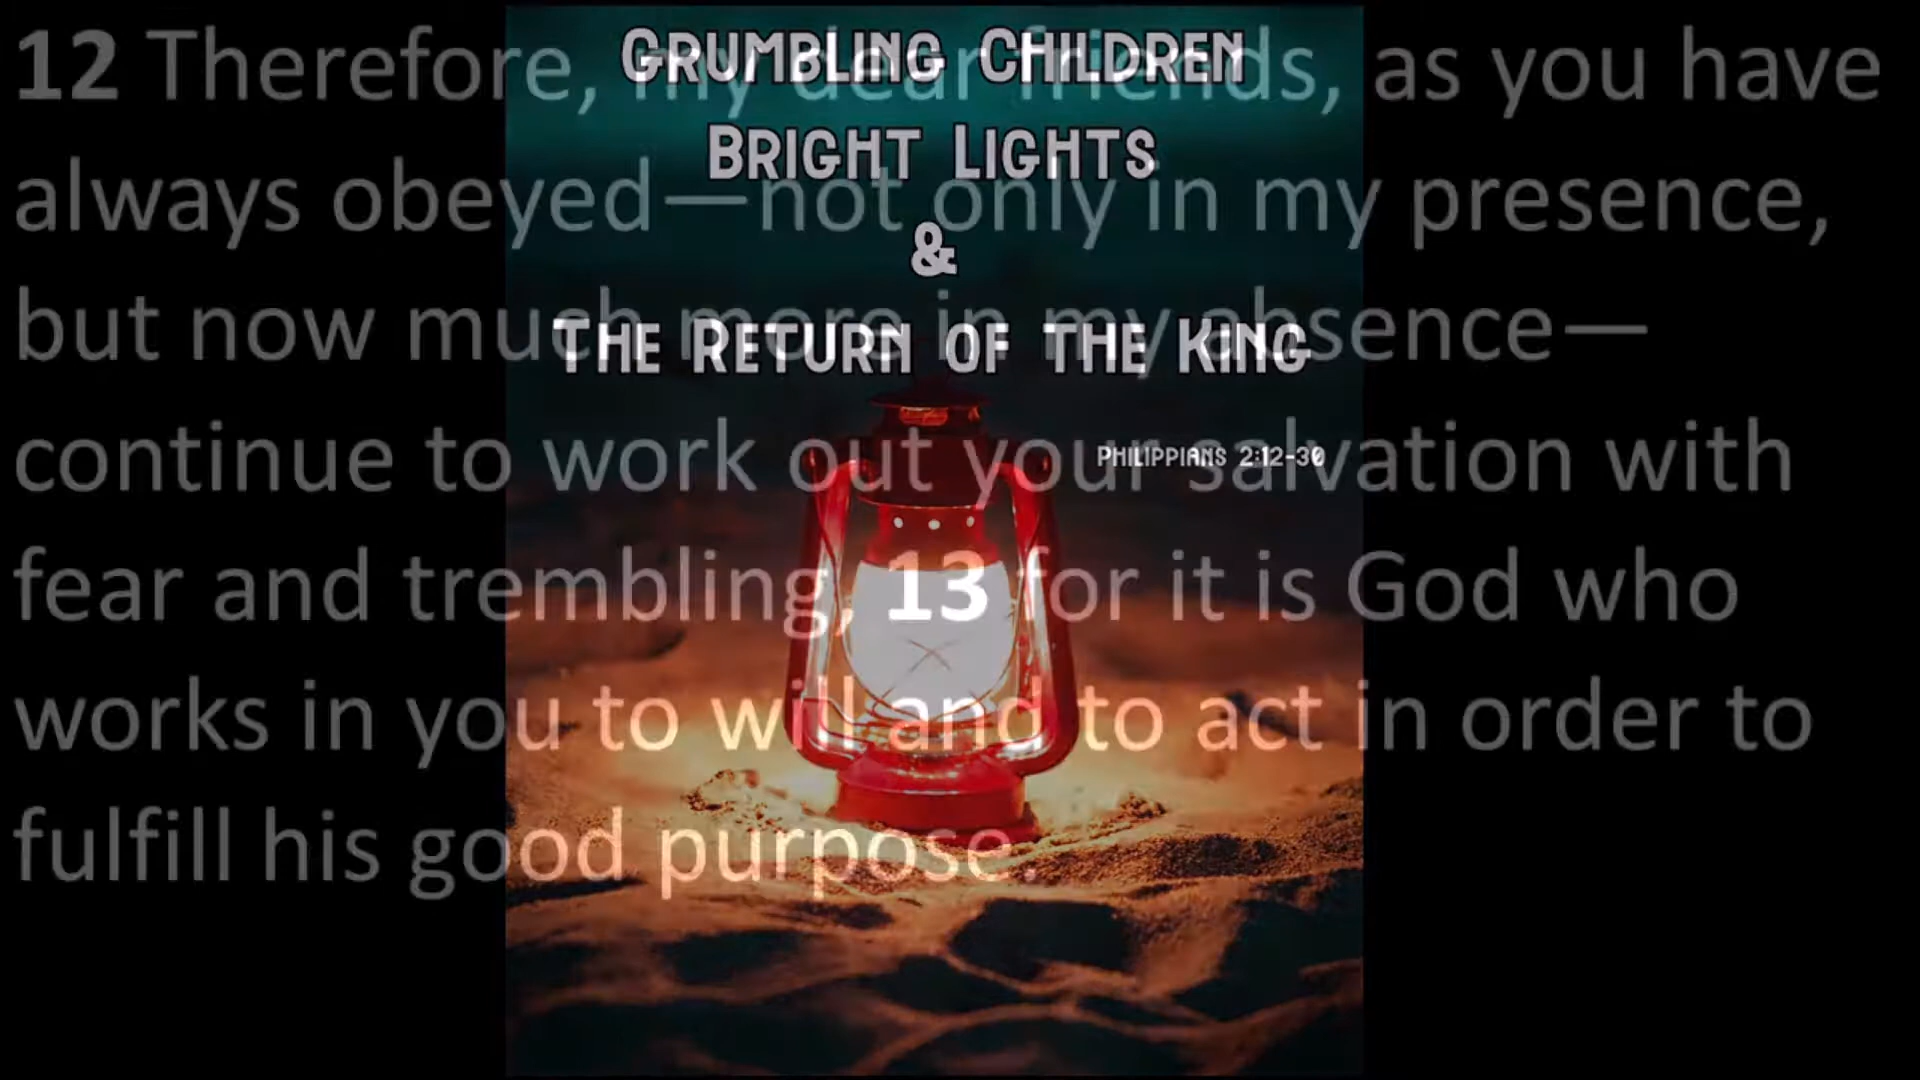 GRUMBLING CHILDREN
BRIGHT LIGHTS
&
THE RETURN OF THE KING
PHILIPPIANS 2:12-30
12 Therefore, my dear friends, as you have
always obeyed—not only in my presence,
but now much more in my absence—
continue to work out your salvation with
fear and trembling, 13 for it is God who
works in you to will and to act in order to
fulfill his good purpose.